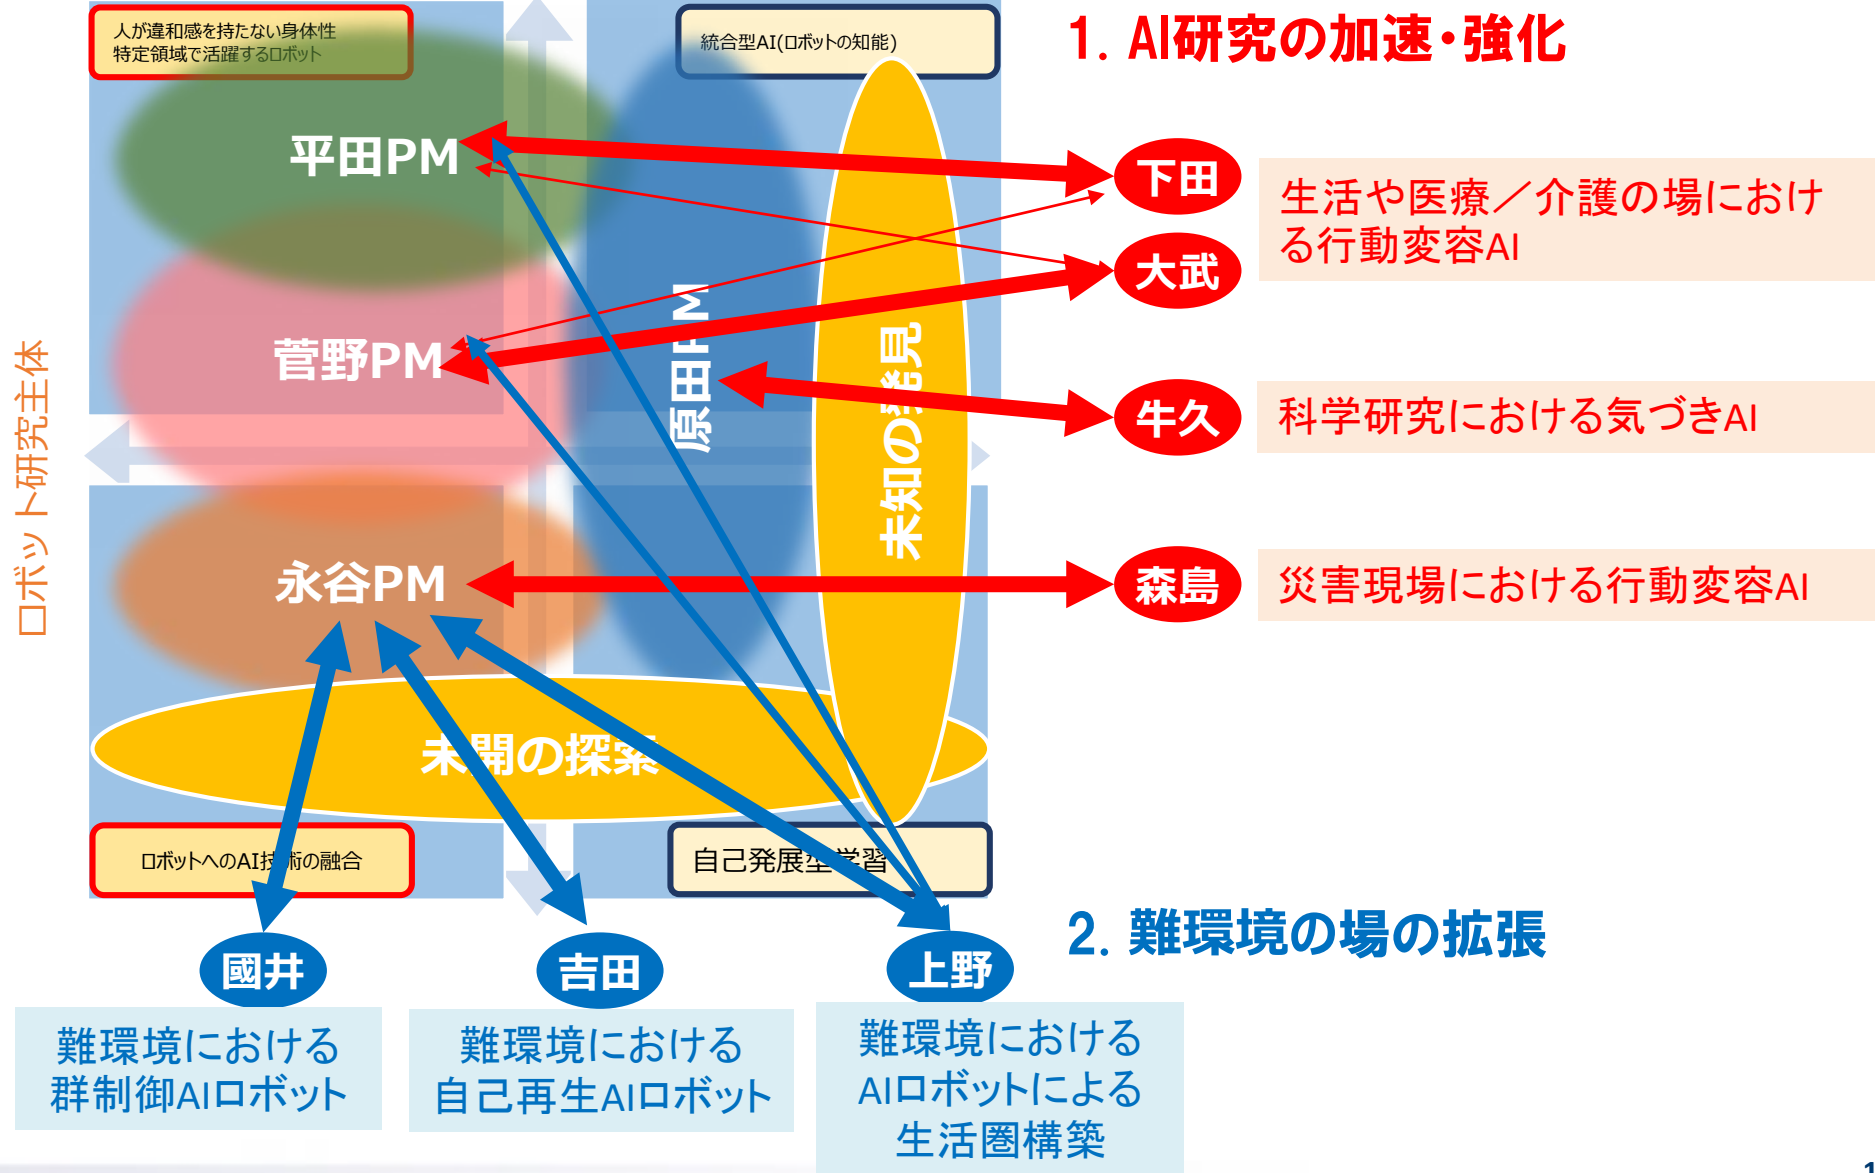 人が違和感を持たない身体性
特定領域で活躍するロボット
統合型AI(ロボットの知能)
1. AI研究の加速・強化
平田PM
下田
生活や医療／介護の場におけ
る行動変容AI
大武
菅野PM
原田PM
未知の発見
牛久
科学研究における気づきAI
ロボット研究主体
永谷PM
森島
災害現場における行動変容AI
未開の探索
ロボットへのAI技術の融合
自己発展型学習
2. 難環境の場の拡張
國井
吉田
上野
難環境における
群制御AIロボット
難環境における
自己再生AIロボット
難環境における
AIロボットによる
生活圏構築